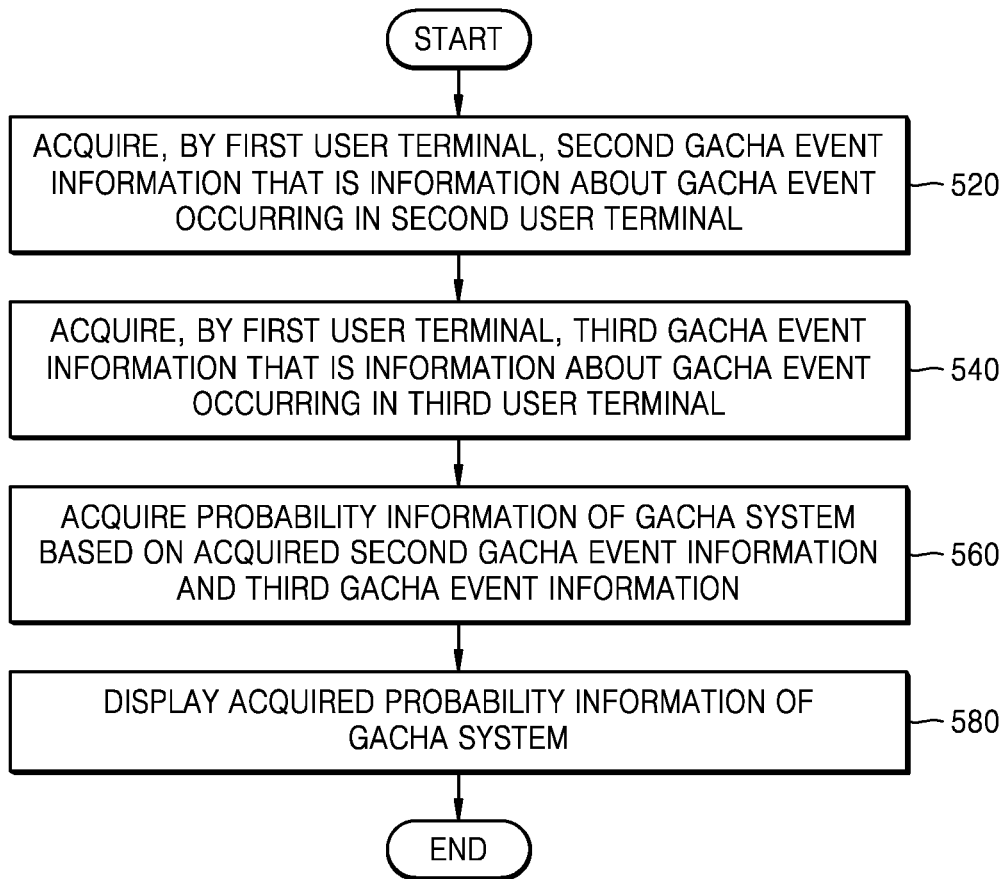 START
ACQUIRE, BY FIRST USER TERMINAL, SECOND GACHA EVENT
INFORMATION THAT IS INFORMATION ABOUT GACHA EVENT
OCCURRING IN SECOND USER TERMINAL
520
ACQUIRE, BY FIRST USER TERMINAL, THIRD GACHA EVENT
INFORMATION THAT IS INFORMATION ABOUT GACHA EVENT
OCCURRING IN THIRD USER TERMINAL
540
ACQUIRE PROBABILITY INFORMATION OF GACHA SYSTEM
BASED ON ACQUIRED SECOND GACHA EVENT INFORMATION
AND THIRD GACHA EVENT INFORMATION
560
DISPLAY ACQUIRED PROBABILITY INFORMATION OF
GACHA SYSTEM
580
END